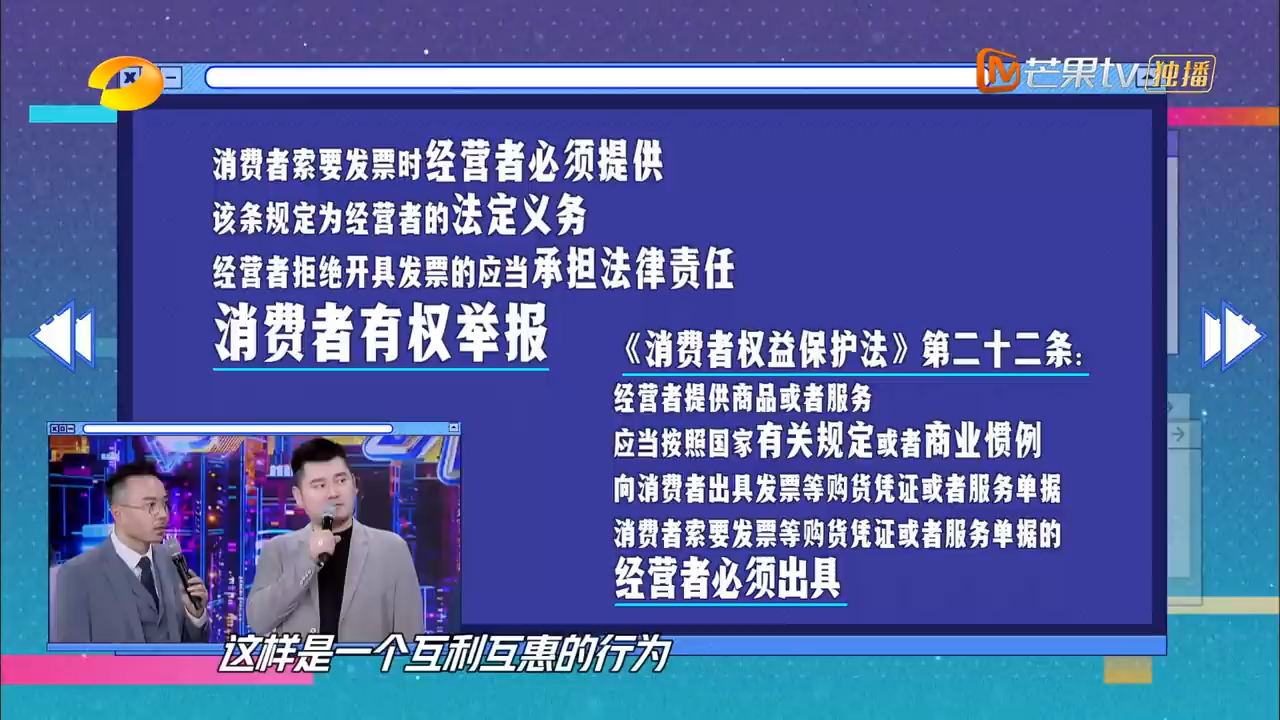 芒果tv独播
消费者索要发票时经营者必须提供
该条规定为经营者的法定义务
经营者拒绝开具发票的应当承担法律责任
消费者有权举报
《消费者权益保护法》第二十二条：
经营者提供商品或者服务
应当按照国家有关规定或者商业惯例
向消费者出具发票等购货凭证或者服务单据
消费者索要发票等购货凭证或者服务单据的
经营者必须出具
这样是一个互利互惠的行为